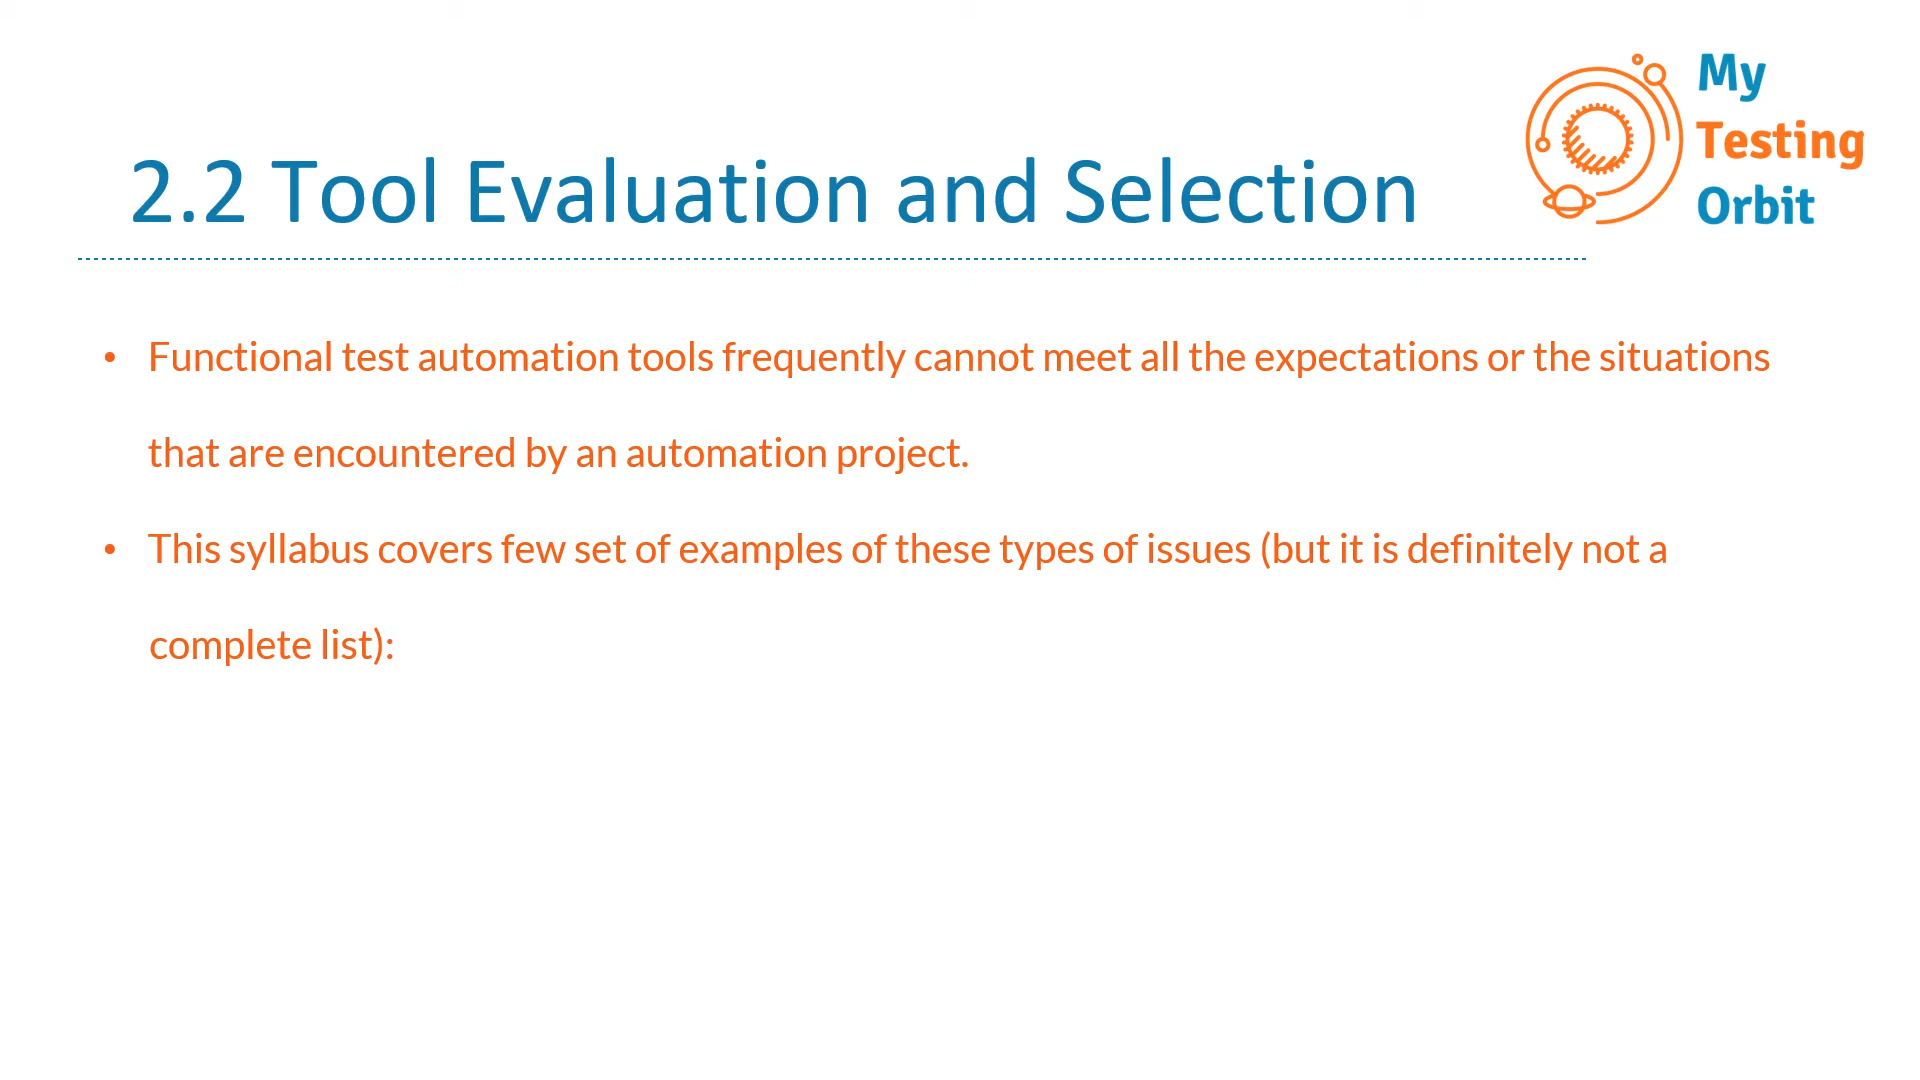 My
Testing
Orbit
2.2 Tool Evaluation and Selection
• Functional test automation tools frequently cannot meet all the expectations or the situations
that are encountered by an automation project.
• This syllabus covers few set of examples of these types of issues (but it is definitely not a
complete list):